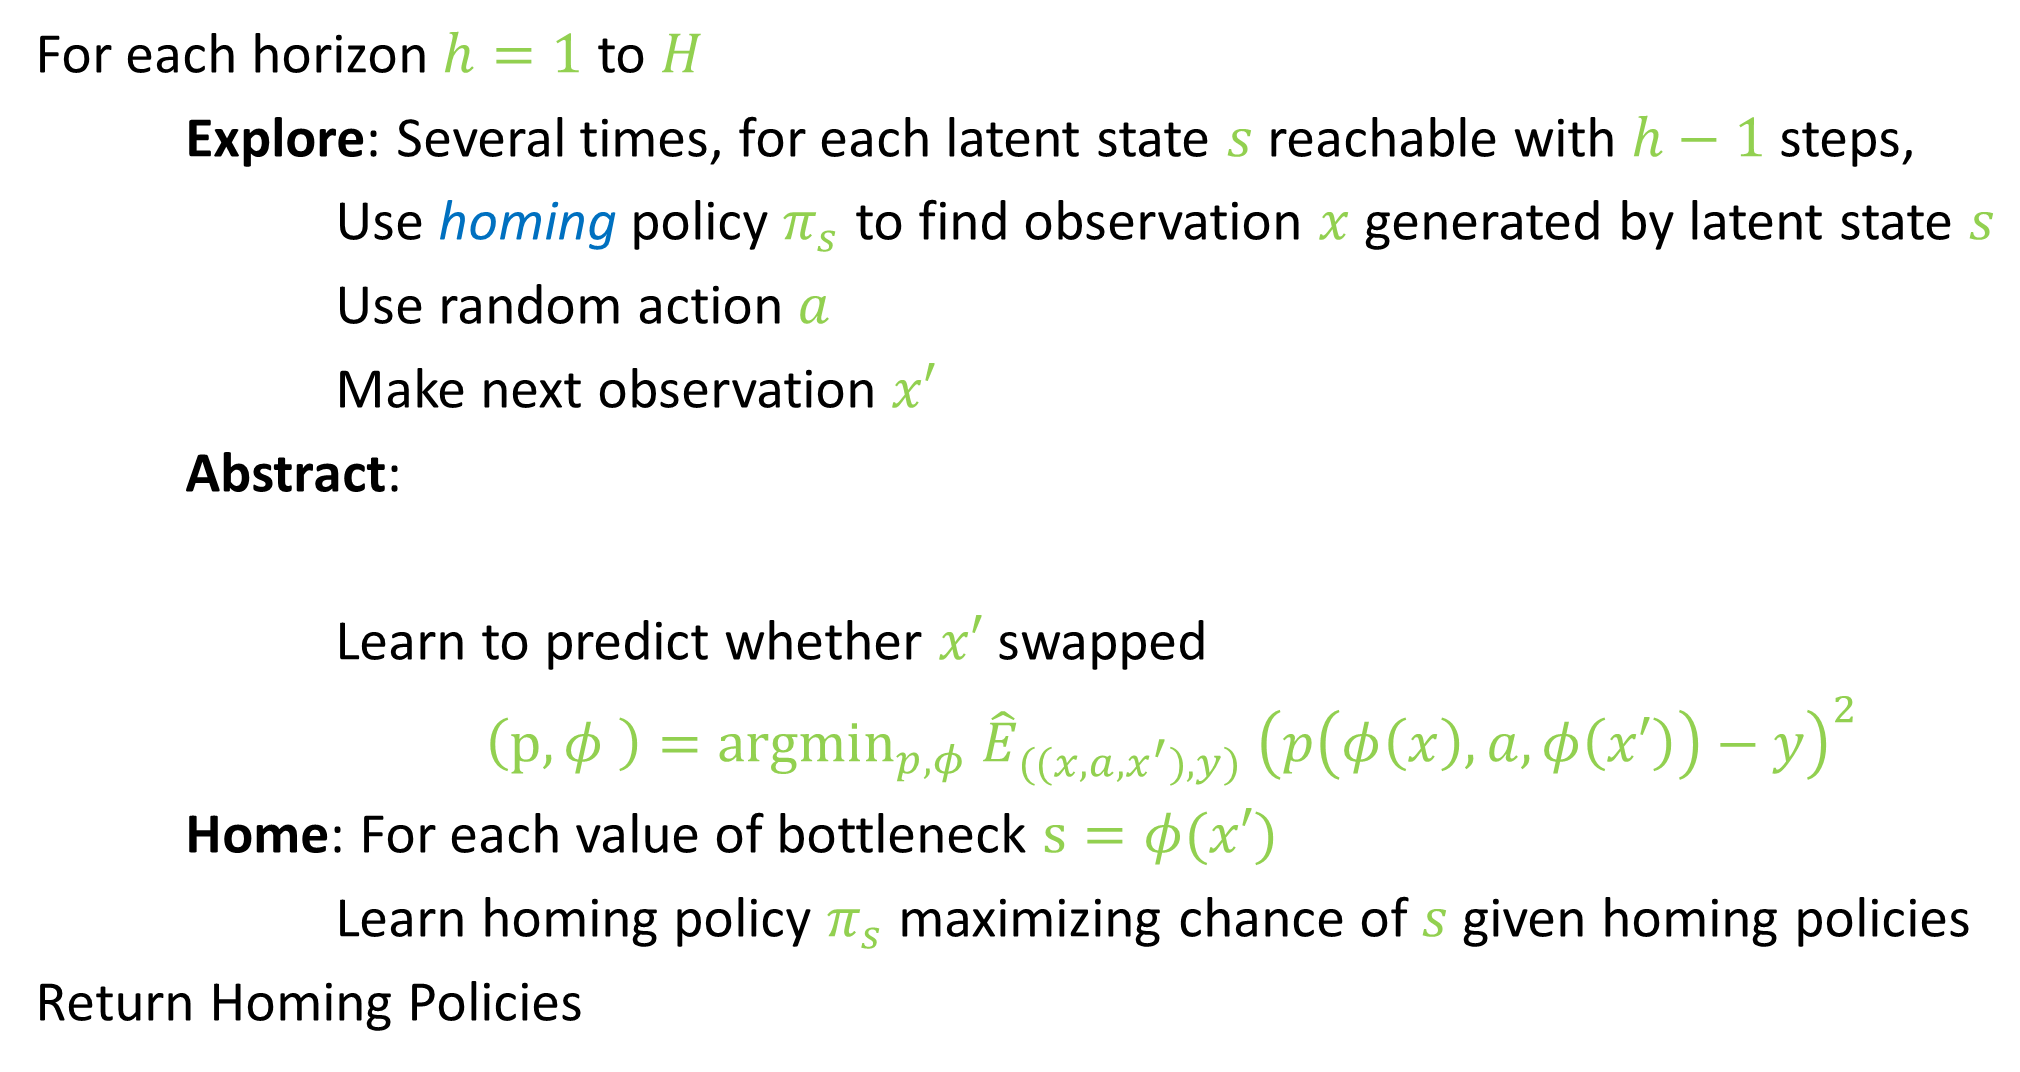 For each horizon h = 1 to H
Explore: Several times, for each latent state s reachable with h − 1 steps,
Use homing policy π_s to find observation x generated by latent state s
Use random action a
Make next observation x′
Abstract:
Learn to predict whether x′ swapped
(p, ϕ ) = argmin_{p,ϕ} Ê_{((x,a,x′),y)} (p(ϕ(x), a, ϕ(x′)) − y)²
Home: For each value of bottleneck s = ϕ(x′)
Learn homing policy π_s maximizing chance of s given homing policies
Return Homing Policies